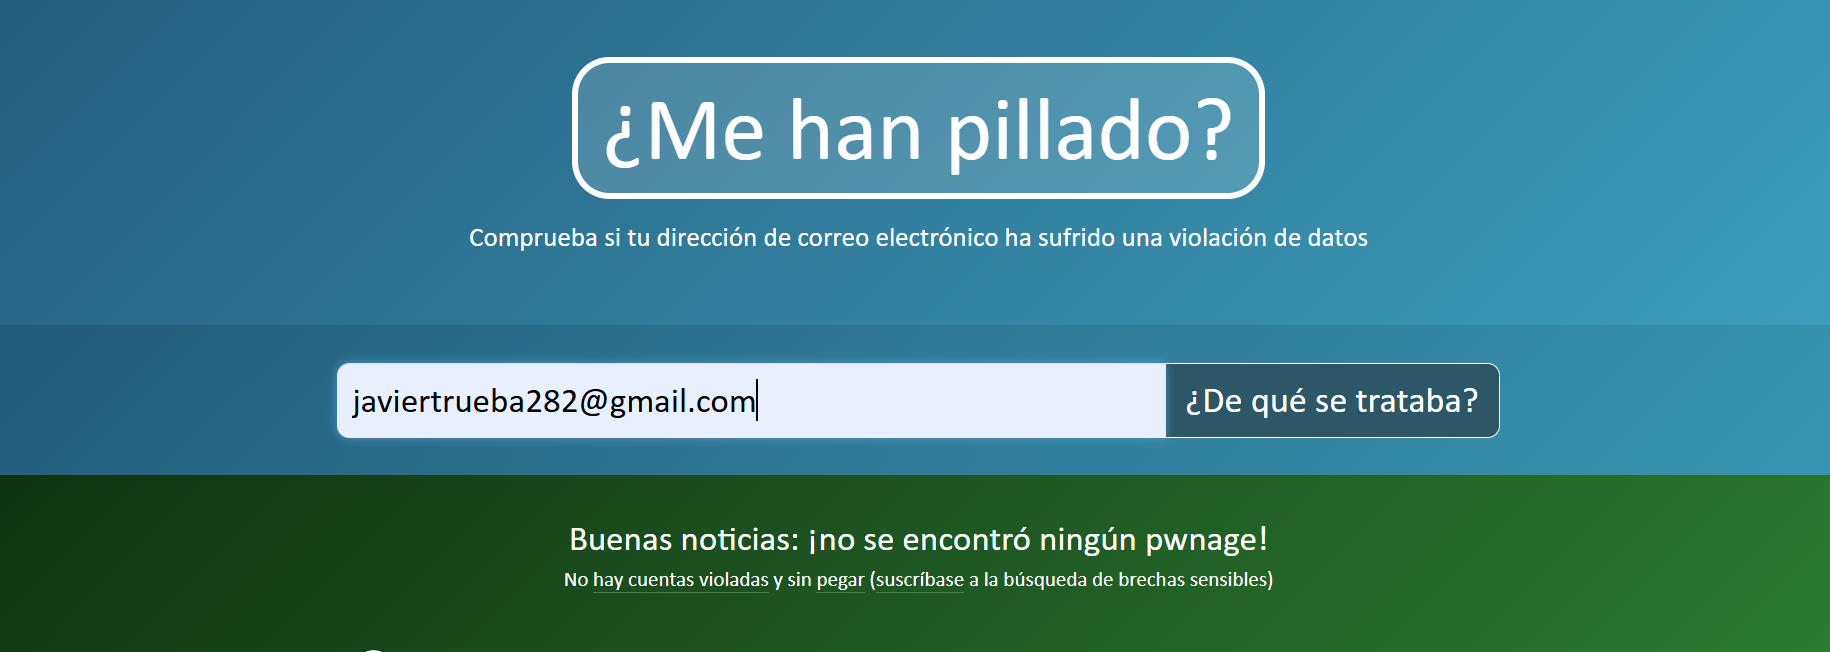 ¿Me han pillado?
Comprueba si tu dirección de correo electrónico ha sufrido una violación de datos
javiertrueba282@gmail.com
¿De qué se trataba?
Buenas noticias: ¡no se encontró ningún pwnage!
No hay cuentas violadas y sin pegar (suscríbase a la búsqueda de brechas sensibles)